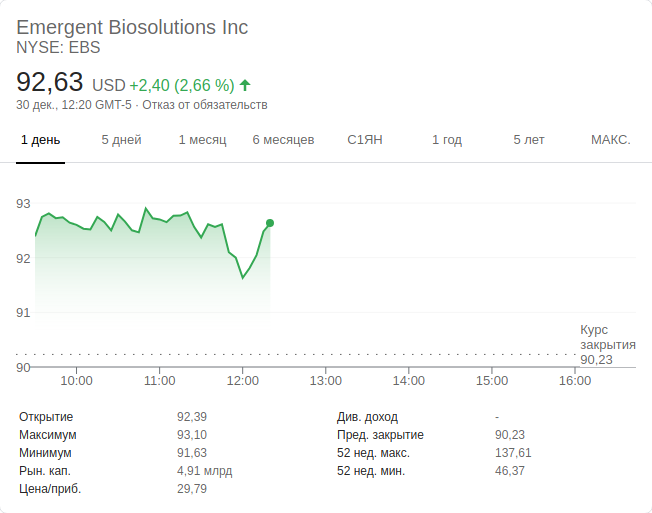 Emergent Biosolutions Inc
NYSE: EBS
92,63 USD +2,40 (2,66 %)
30 дек., 12:20 GMT-5 · Отказ от обязательств
1 день 5 дней 1 месяц 6 месяцев С1ЯН 1 год 5 лет МАКС.
93
92
91
Курс
закрытия
90,23
90
10:00 11:00 12:00 13:00 14:00 15:00 16:00
Открытие 92,39 Див. доход -
Максимум 93,10 Пред. закрытие 90,23
Минимум 91,63 52 нед. макс. 137,61
Рын. кап. 4,91 млрд 52 нед. мин. 46,37
Цена/приб. 29,79